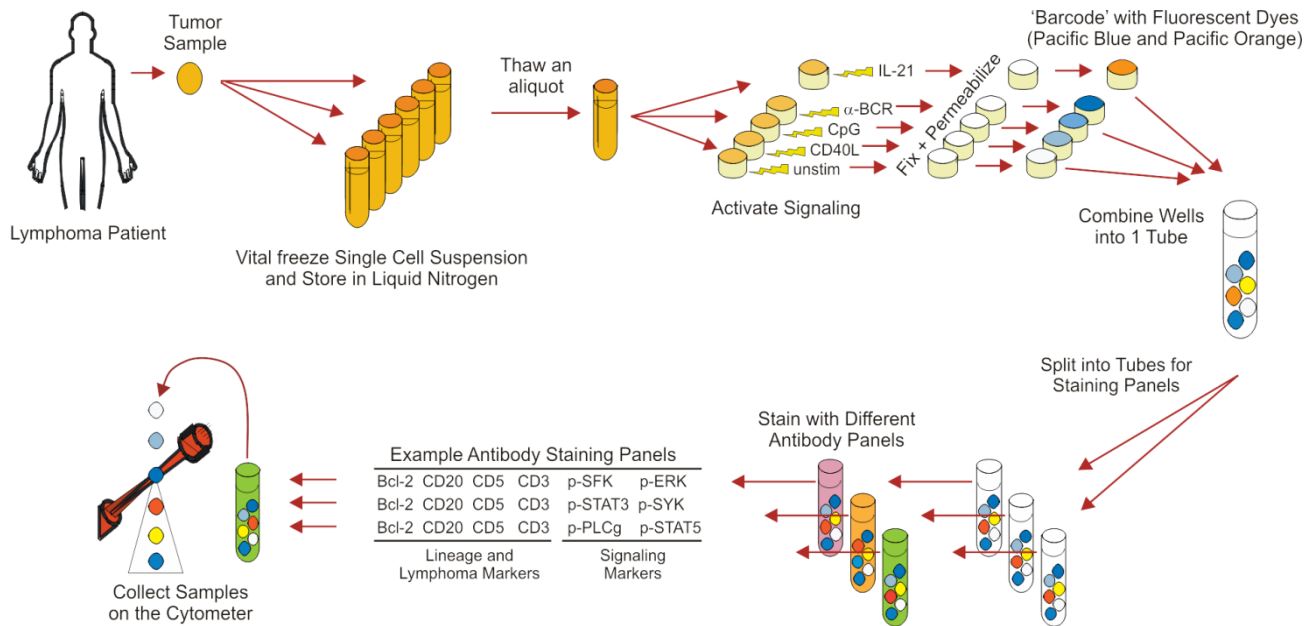 Tumor
Sample
Lymphoma Patient
Vital freeze Single Cell Suspension
and Store in Liquid Nitrogen
Thaw an
aliquot
IL-21
α-BCR
CpG
CD40L
unstim
Activate Signaling
Fix + Permeabilize
‘Barcode’ with Fluorescent Dyes
(Pacific Blue and Pacific Orange)
Combine Wells
into 1 Tube
Split into Tubes for
Staining Panels
Stain with Different
Antibody Panels
Example Antibody Staining Panels
Bcl-2 CD20 CD5 CD3 p-SFK p-ERK
Bcl-2 CD20 CD5 CD3 p-STAT3 p-SYK
Bcl-2 CD20 CD5 CD3 p-PLCg p-STAT5
Lineage and
Lymphoma Markers
Signaling
Markers
Collect Samples
on the Cytometer